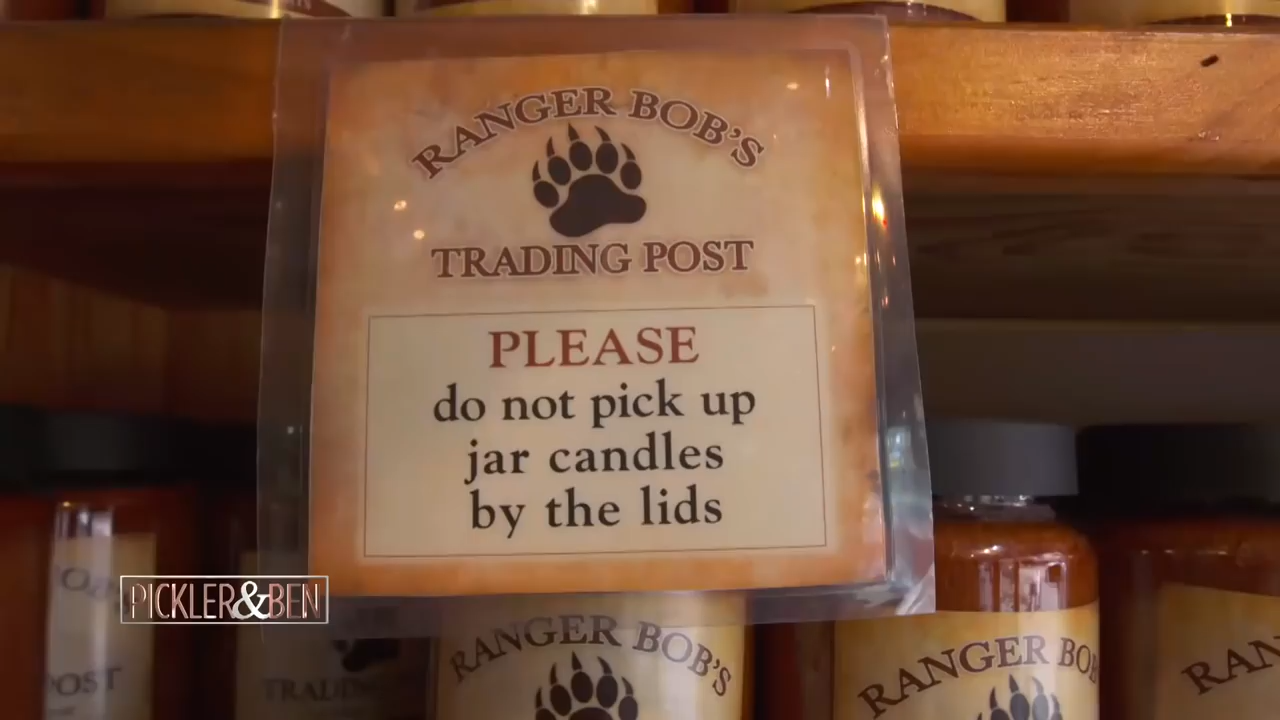 RANGER BOB'S
TRADING POST
PLEASE
do not pick up
jar candles
by the lids
PICKLER&BEN
POST
RANGER BOB'S
RANGER